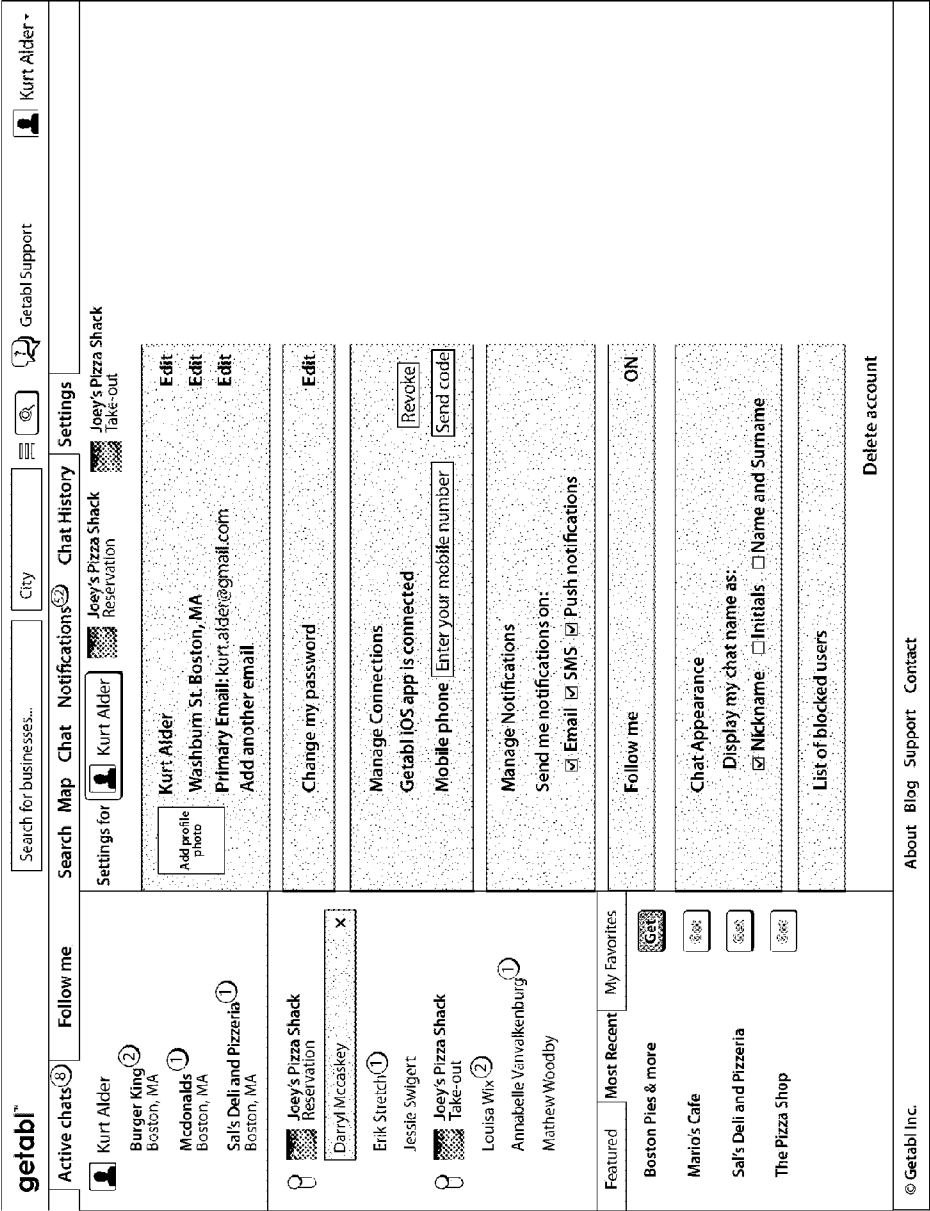 getabl™
Search for businesses...
City
Getabl Support
Kurt Alder
Active chats 8
Follow me
Search Map Chat Notifications 52 Chat History Settings
Kurt Alder
Burger King 2
Boston, MA
Mcdonalds 1
Boston, MA
Sal's Deli and Pizzeria 1
Boston, MA
Joey's Pizza Shack
Reservation
Darryl Mccaskey ×
Erik Stretch 1
Jessie Swigert
Joey's Pizza Shack
Take-out
Louisa Wix 2
Annabelle Vanvalkenburg 1
Mathew Woodby
Featured Most Recent My Favorites
Boston Pies & more Get
Mario's Cafe Get
Sal's Deli and Pizzeria Get
The Pizza Shop Get
Settings for Kurt Alder
Joey's Pizza Shack
Reservation
Joey's Pizza Shack
Take-out
Add profile
photo
Kurt Alder Edit
Washburn St. Boston, MA Edit
Primary Email: kurt.alder@gmail.com Edit
Add another email
Change my password Edit
Manage Connections
Getabl iOS app is connected Revoke
Mobile phone Enter your mobile number Send code
Manage Notifications
Send me notifications on:
Email SMS Push notifications
Follow me ON
Chat Appearance
Display my chat name as:
Nickname Initials Name and Surname
List of blocked users
Delete account
© Getabl Inc.
About Blog Support Contact